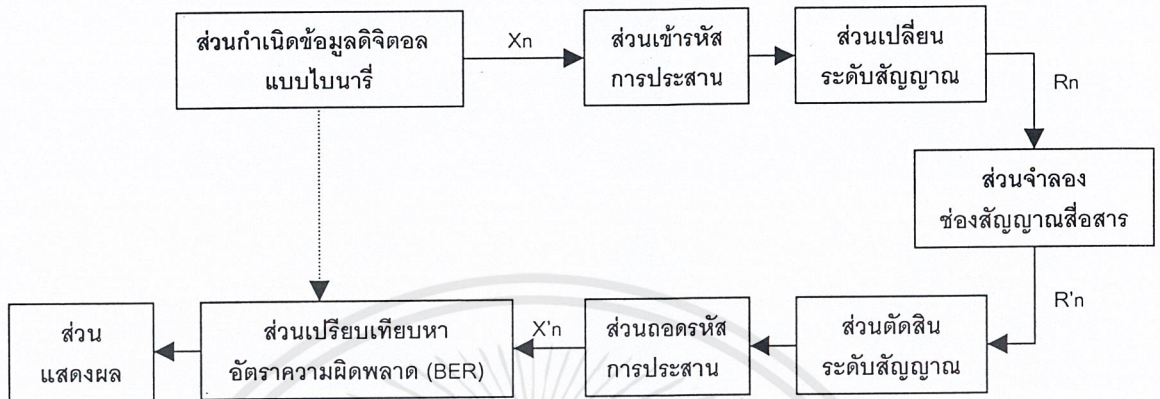 ส่วนกำเนิดข้อมูลดิจิตอล
แบบไบนารี่
Xn
ส่วนเข้ารหัส
การประสาน
ส่วนเปลี่ยน
ระดับสัญญาณ
Rn
ส่วนจำลอง
ช่องสัญญาณสื่อสาร
R'n
ส่วนตัดสิน
ระดับสัญญาณ
ส่วนถอดรหัส
การประสาน
X'n
ส่วนเปรียบเทียบหา
อัตราความผิดพลาด (BER)
ส่วน
แสดงผล